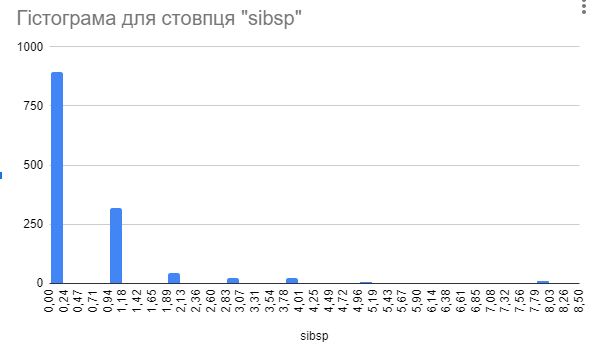 Гістограма для стовпця "sibsp"
1000
750
500
250
0
0,00 0,24 0,47 0,71 0,94 1,18 1,42 1,65 1,89 2,13 2,36 2,60 2,83 3,07 3,31 3,54 3,78 4,01 4,25 4,49 4,72 4,96 5,19 5,43 5,67 5,90 6,14 6,38 6,61 6,85 7,08 7,32 7,56 7,79 8,03 8,26 8,50
sibsp